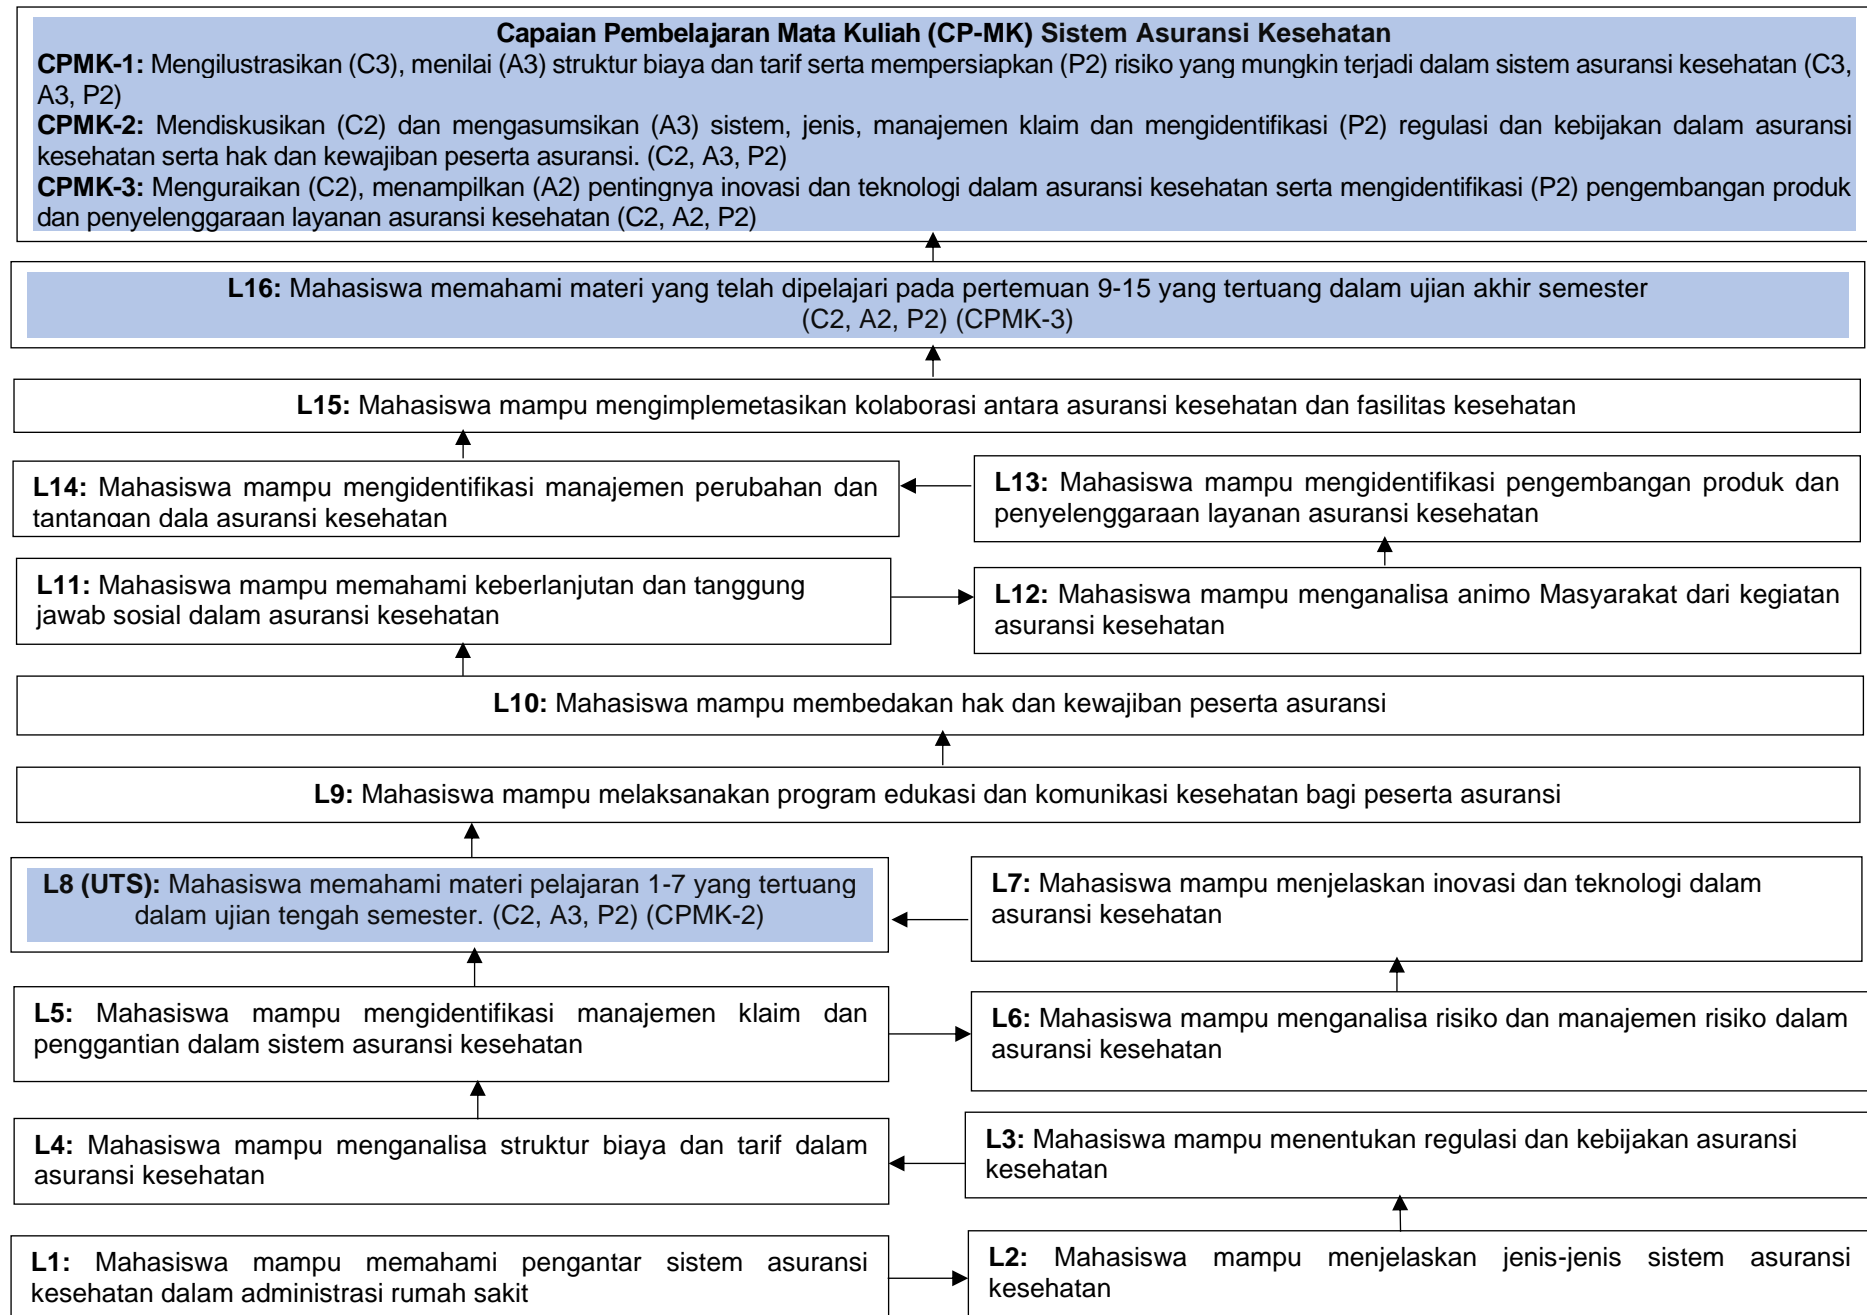 Capaian Pembelajaran Mata Kuliah (CP-MK) Sistem Asuransi Kesehatan
CPMK-1: Mengilustrasikan (C3), menilai (A3) struktur biaya dan tarif serta mempersiapkan (P2) risiko yang mungkin terjadi dalam sistem asuransi kesehatan (C3,
A3, P2)
CPMK-2: Mendiskusikan (C2) dan mengasumsikan (A3) sistem, jenis, manajemen klaim dan mengidentifikasi (P2) regulasi dan kebijakan dalam asuransi
kesehatan serta hak dan kewajiban peserta asuransi. (C2, A3, P2)
CPMK-3: Menguraikan (C2), menampilkan (A2) pentingnya inovasi dan teknologi dalam asuransi kesehatan serta mengidentifikasi (P2) pengembangan produk
dan penyelenggaraan layanan asuransi kesehatan (C2, A2, P2)
L16: Mahasiswa memahami materi yang telah dipelajari pada pertemuan 9-15 yang tertuang dalam ujian akhir semester
(C2, A2, P2) (CPMK-3)
L15: Mahasiswa mampu mengimplemetasikan kolaborasi antara asuransi kesehatan dan fasilitas kesehatan
L14: Mahasiswa mampu mengidentifikasi manajemen perubahan dan
tantangan dala asuransi kesehatan
L13: Mahasiswa mampu mengidentifikasi pengembangan produk dan
penyelenggaraan layanan asuransi kesehatan
L11: Mahasiswa mampu memahami keberlanjutan dan tanggung
jawab sosial dalam asuransi kesehatan
L12: Mahasiswa mampu menganalisa animo Masyarakat dari kegiatan
asuransi kesehatan
L10: Mahasiswa mampu membedakan hak dan kewajiban peserta asuransi
L9: Mahasiswa mampu melaksanakan program edukasi dan komunikasi kesehatan bagi peserta asuransi
L8 (UTS): Mahasiswa memahami materi pelajaran 1-7 yang tertuang
dalam ujian tengah semester. (C2, A3, P2) (CPMK-2)
L7: Mahasiswa mampu menjelaskan inovasi dan teknologi dalam
asuransi kesehatan
L5: Mahasiswa mampu mengidentifikasi manajemen klaim dan
penggantian dalam sistem asuransi kesehatan
L6: Mahasiswa mampu menganalisa risiko dan manajemen risiko dalam
asuransi kesehatan
L4: Mahasiswa mampu menganalisa struktur biaya dan tarif dalam
asuransi kesehatan
L3: Mahasiswa mampu menentukan regulasi dan kebijakan asuransi
kesehatan
L1: Mahasiswa mampu memahami pengantar sistem asuransi
kesehatan dalam administrasi rumah sakit
L2: Mahasiswa mampu menjelaskan jenis-jenis sistem asuransi
kesehatan